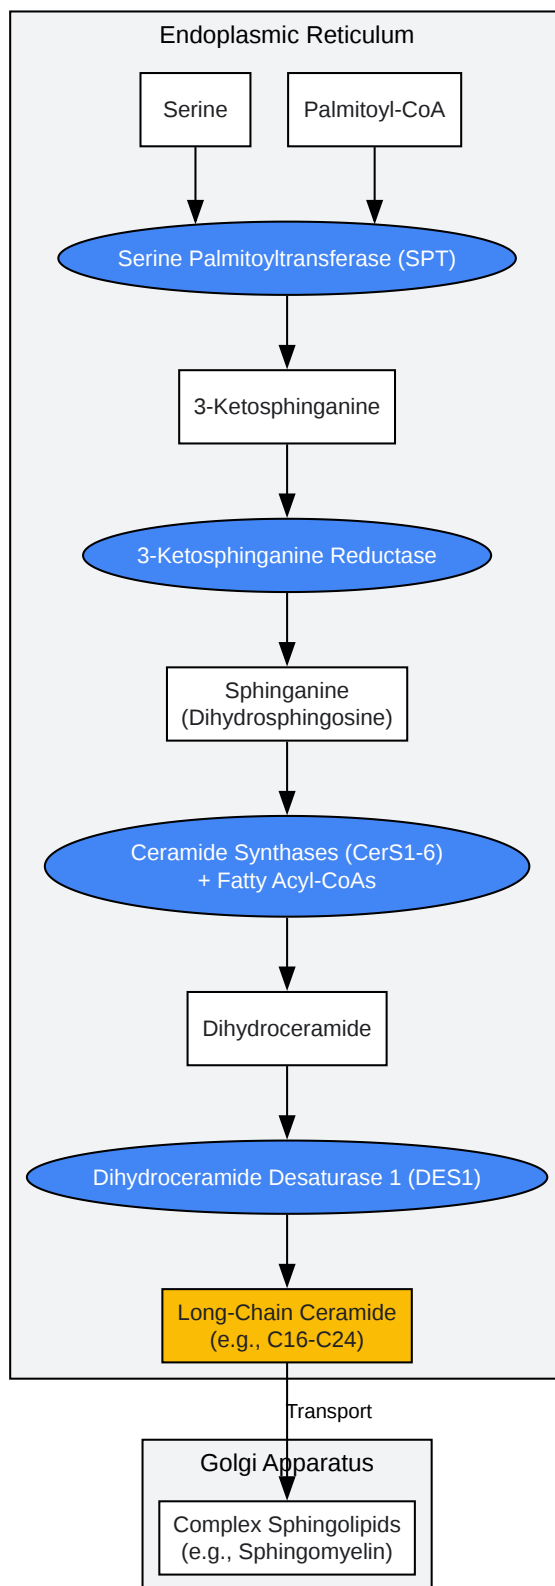 Endoplasmic Reticulum
Serine
Palmitoyl-CoA
Serine Palmitoyltransferase (SPT)
3-Ketosphinganine
3-Ketosphinganine Reductase
Sphinganine
(Dihydrosphingosine)
Ceramide Synthases (CerS1-6)
+ Fatty Acyl-CoAs
Dihydroceramide
Dihydroceramide Desaturase 1 (DES1)
Long-Chain Ceramide
(e.g., C16-C24)
Transport
Golgi Apparatus
Complex Sphingolipids
(e.g., Sphingomyelin)